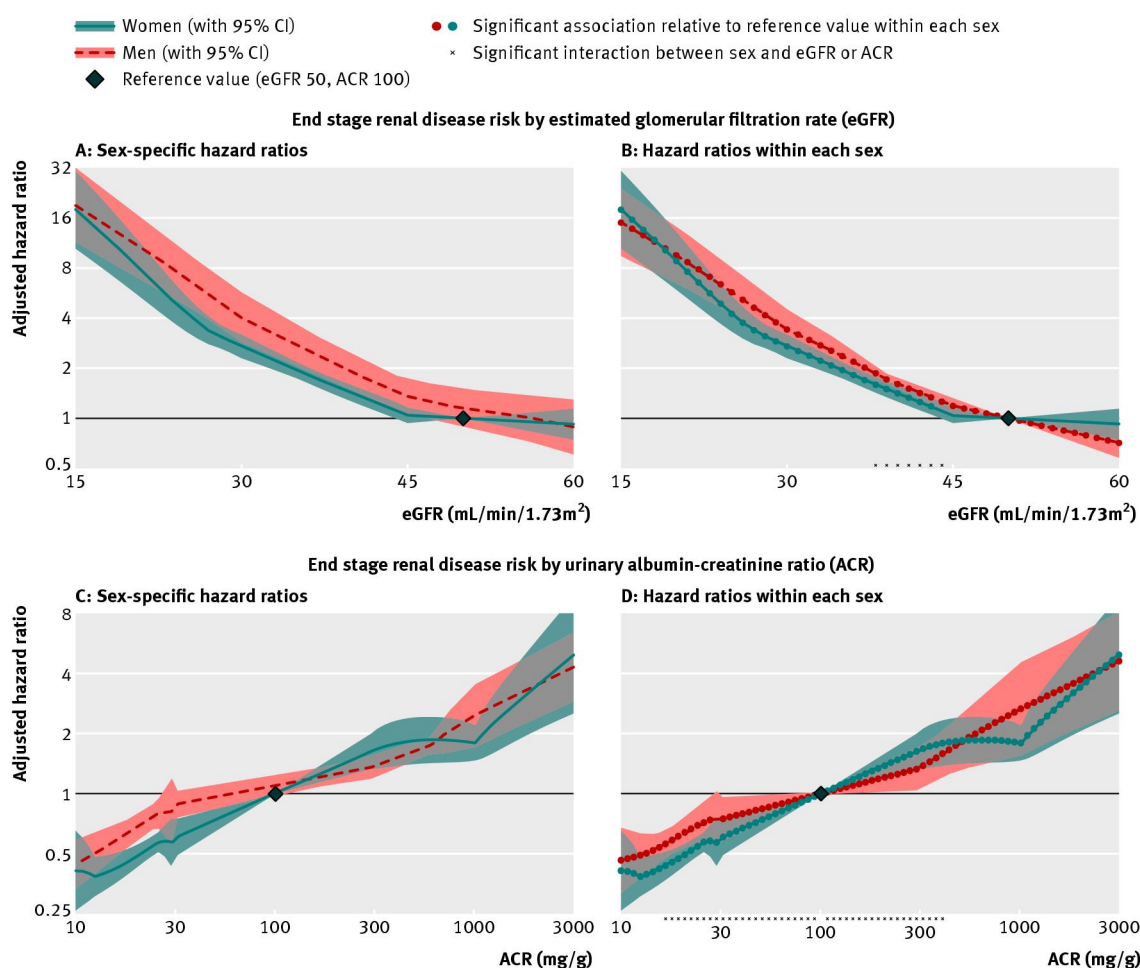 Women (with 95% CI)
Men (with 95% CI)
Reference value (eGFR 50, ACR 100)
Significant association relative to reference value within each sex
Significant interaction between sex and eGFR or ACR
End stage renal disease risk by estimated glomerular filtration rate (eGFR)
A: Sex-specific hazard ratios
Adjusted hazard ratio
32
16
8
4
2
1
0.5
15
30
45
60
eGFR (mL/min/1.73m²)
B: Hazard ratios within each sex
15
30
45
60
eGFR (mL/min/1.73m²)
End stage renal disease risk by urinary albumin-creatinine ratio (ACR)
C: Sex-specific hazard ratios
Adjusted hazard ratio
8
4
2
1
0.5
0.25
10
30
100
300
1000
3000
ACR (mg/g)
D: Hazard ratios within each sex
10
30
100
300
1000
3000
ACR (mg/g)